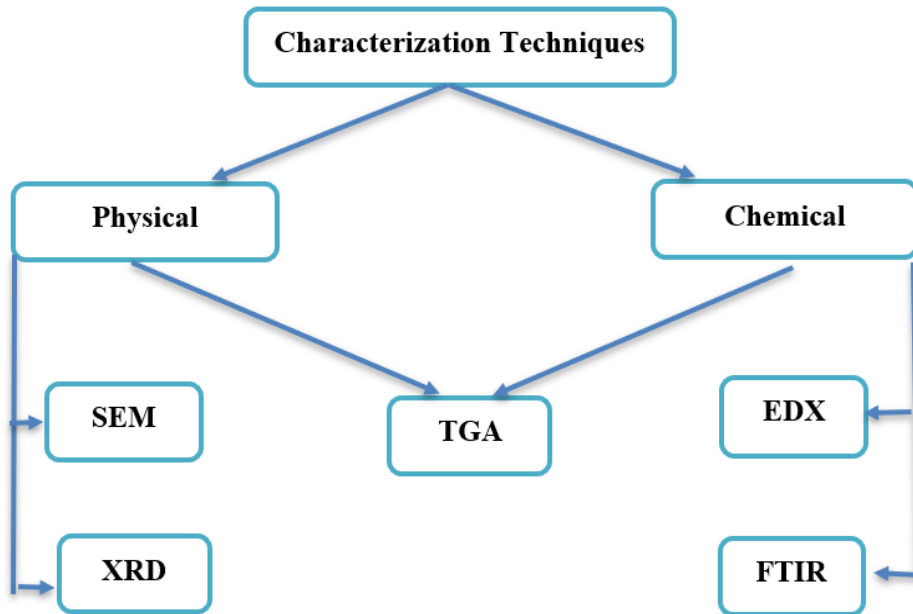 Characterization Techniques
Physical
Chemical
SEM
TGA
EDX
XRD
FTIR